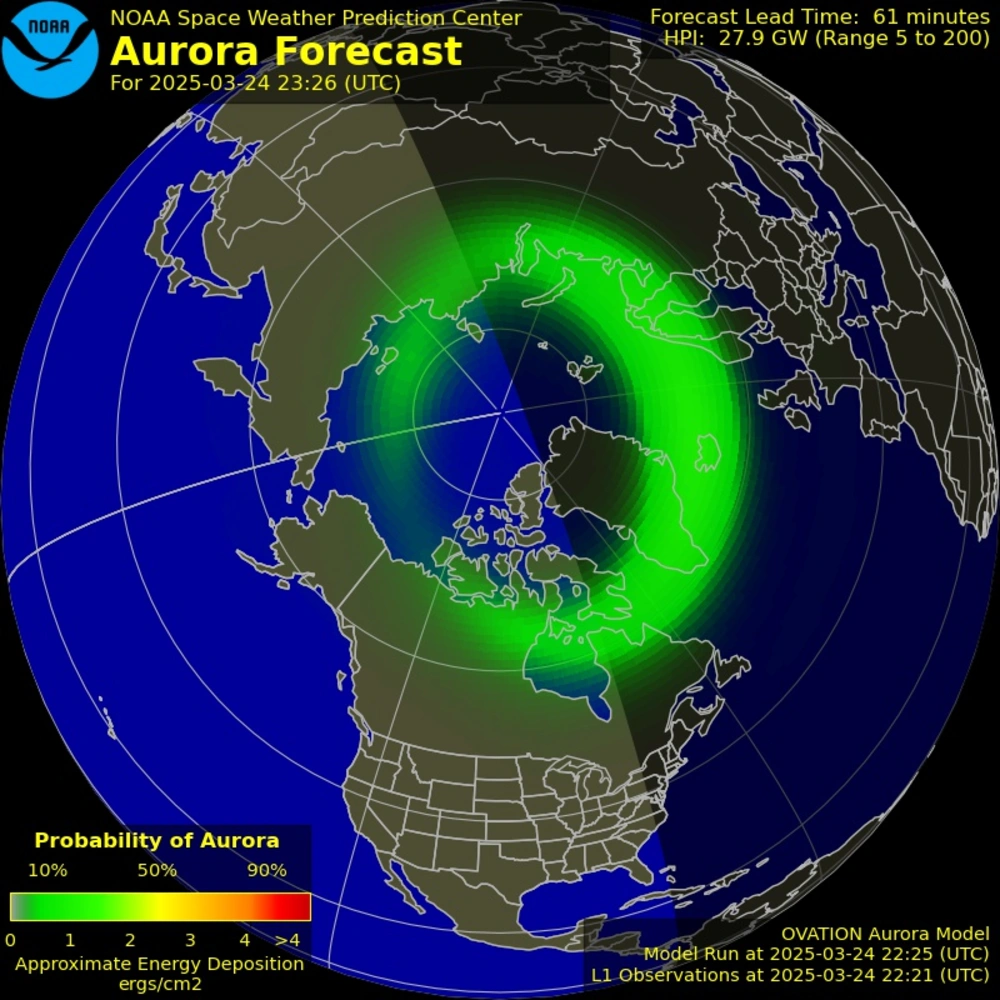 NOAA
NOAA Space Weather Prediction Center
Aurora Forecast
For 2025-03-24 23:26 (UTC)
Forecast Lead Time: 61 minutes
HPI: 27.9 GW (Range 5 to 200)
Probability of Aurora
10% 50% 90%
0 1 2 3 4 >4
Approximate Energy Deposition
ergs/cm2
OVATION Aurora Model
Model Run at 2025-03-24 22:25 (UTC)
L1 Observations at 2025-03-24 22:21 (UTC)